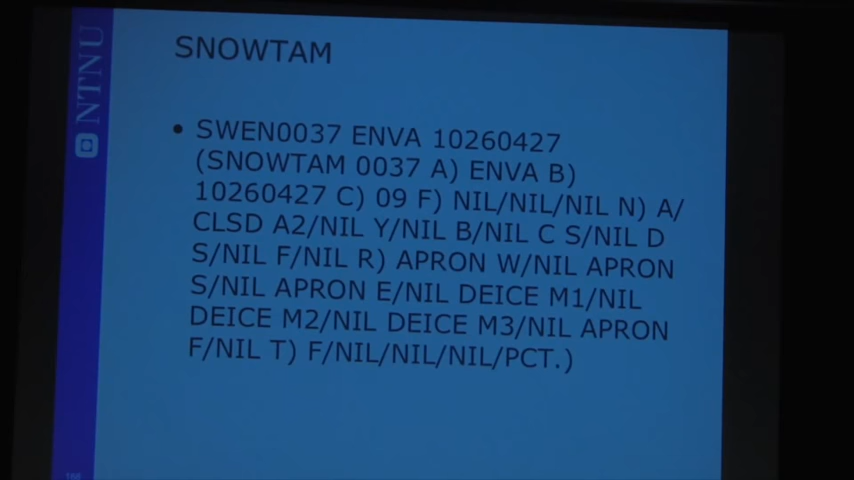 SNOWTAM
NTNU
• SWEN0037 ENVA 10260427
(SNOWTAM 0037 A) ENVA B)
10260427 C) 09 F) NIL/NIL/NIL N) A/
CLSD A2/NIL Y/NIL B/NIL C S/NIL D
S/NIL F/NIL R) APRON W/NIL APRON
S/NIL APRON E/NIL DEICE M1/NIL
DEICE M2/NIL DEICE M3/NIL APRON
F/NIL T) F/NIL/NIL/NIL/PCT.)